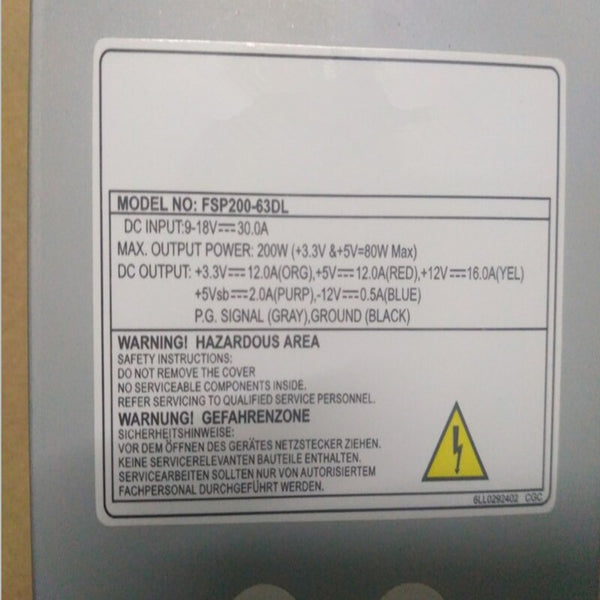 MODEL NO: FSP200-63DL
DC INPUT:9-18V⎓30.0A
MAX. OUTPUT POWER: 200W (+3.3V &+5V=80W Max)
DC OUTPUT: +3.3V⎓12.0A(ORG),+5V⎓12.0A(RED),+12V⎓16.0A(YEL)
+5Vsb⎓2.0A(PURP),-12V⎓0.5A(BLUE)
P.G. SIGNAL (GRAY),GROUND (BLACK)
WARNING! HAZARDOUS AREA
SAFETY INSTRUCTIONS:
DO NOT REMOVE THE COVER
NO SERVICEABLE COMPONENTS INSIDE.
REFER SERVICING TO QUALIFIED SERVICE PERSONNEL.
WARNUNG! GEFAHRENZONE
SICHERHEITSHINWEISE:
VOR DEM ÖFFNEN DES GERÄTES NETZSTECKER ZIEHEN.
KEINE SERVICERELEVANTEN BAUTEILE ENTHALTEN.
SERVICEARBEITEN SOLLTEN NUR VON AUTORISIERTEM
FACHPERSONAL DURCHGEFÜHRT WERDEN.
6LL0292402 CGC